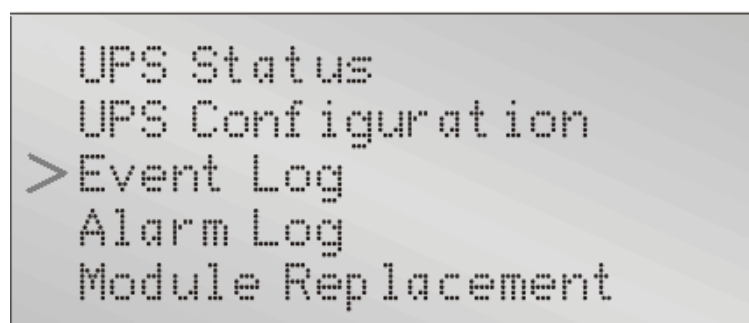 UPS Status
UPS Configuration
>Event Log
Alarm Log
Module Replacement